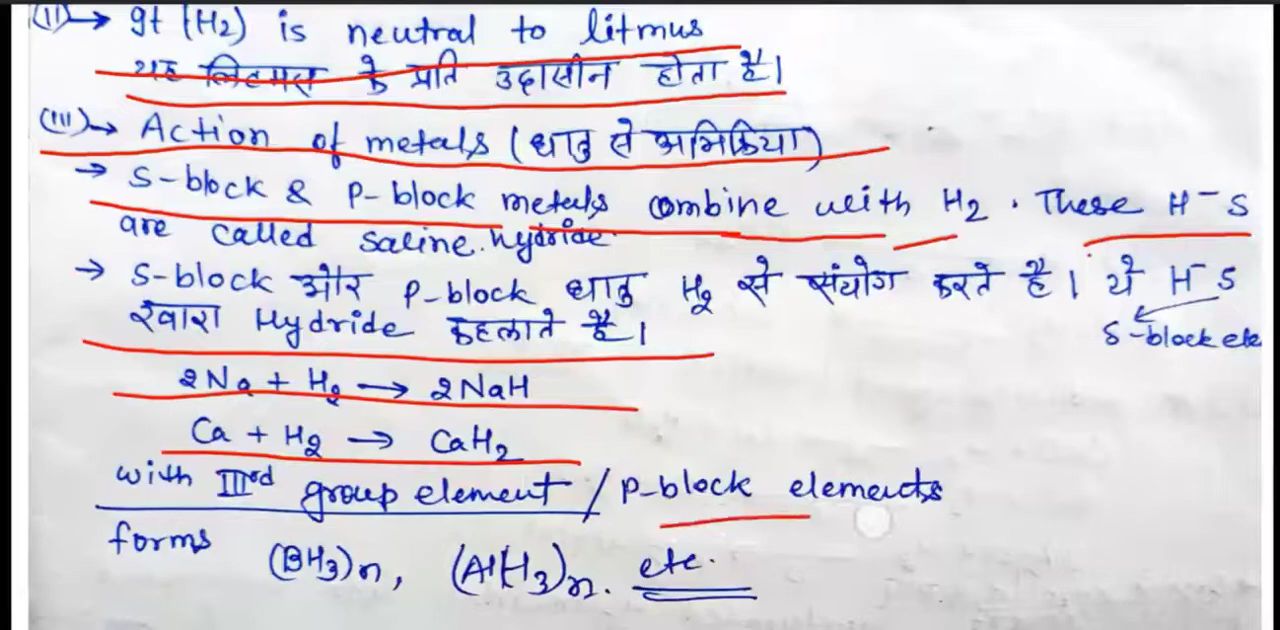 (II)→ It (H2) is neutral to litmus
यह लिटमस के प्रति उदासीन होता है।
(III)→ Action of metals (धातु से अभिक्रिया)
→ S-block & P-block metals combine with H2. These H⁻S
are called saline hydride.
→ S-block और P-block धातु H2 से संयोग करते है। ये H⁻S
S-block etc
खारा Hydride कहलाते है।
2Na + H2 → 2NaH
Ca + H2 → CaH2
with IIIrd group element / P-block elements
forms (BH3)n, (AlH3)n. etc.